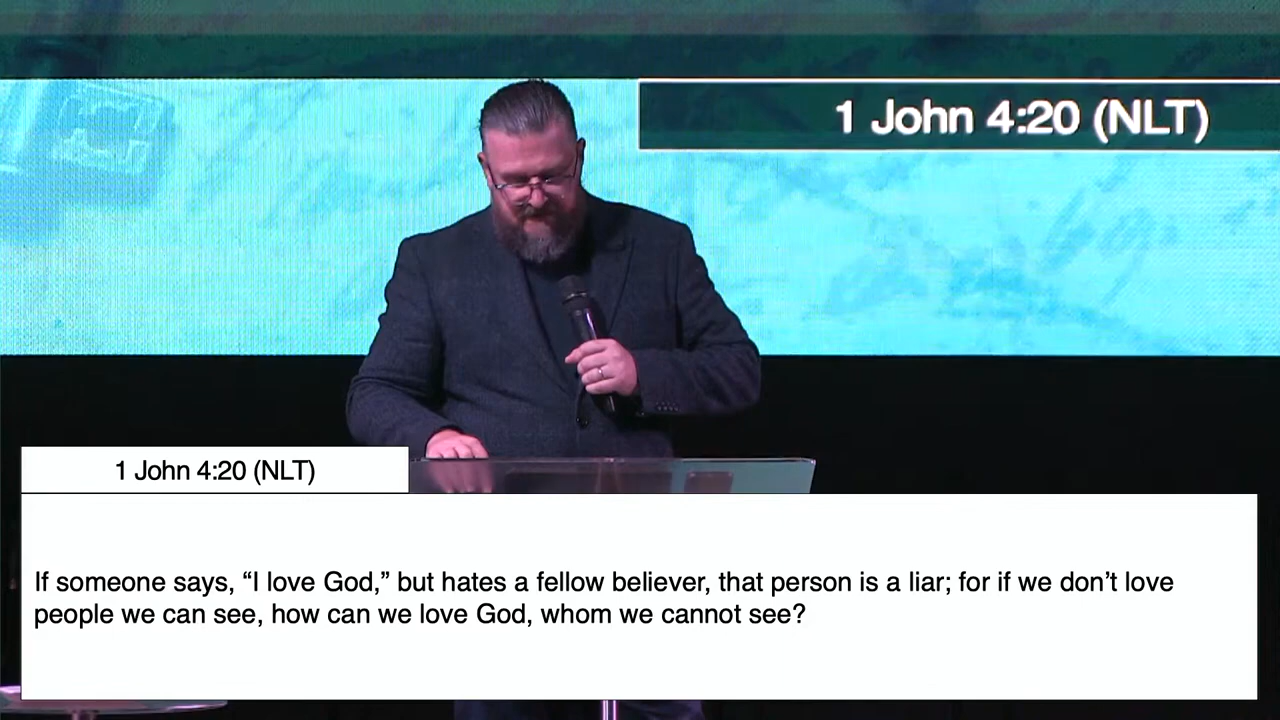 1 John 4:20 (NLT)
1 John 4:20 (NLT)
If someone says, “I love God,” but hates a fellow believer, that person is a liar; for if we don’t love
people we can see, how can we love God, whom we cannot see?